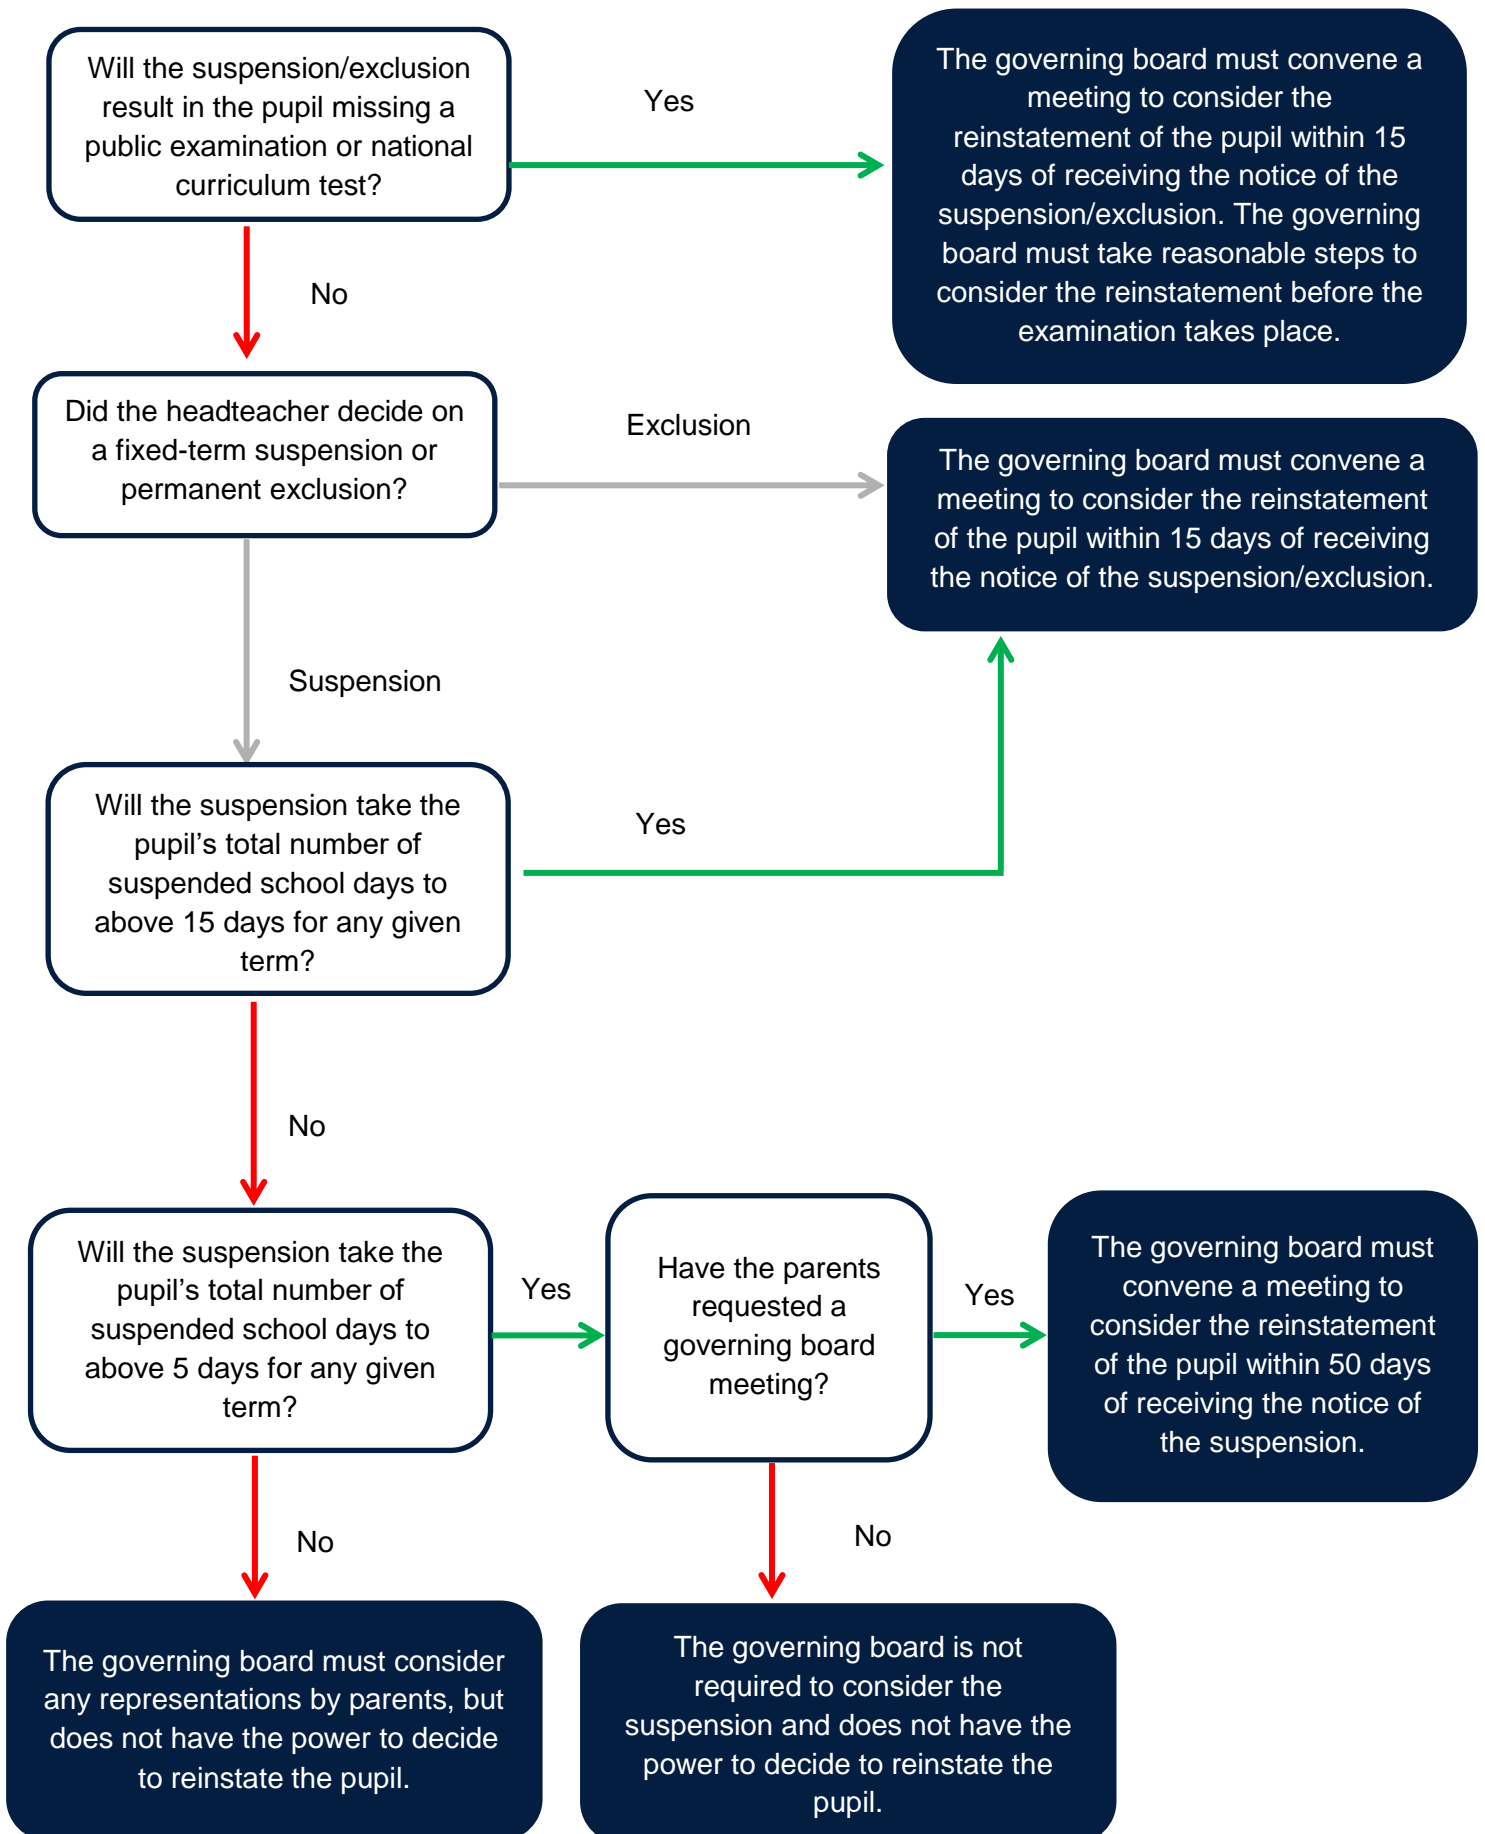 Will the suspension/exclusion
result in the pupil missing a
public examination or national
curriculum test?
Yes
The governing board must convene a
meeting to consider the
reinstatement of the pupil within 15
days of receiving the notice of the
suspension/exclusion. The governing
board must take reasonable steps to
consider the reinstatement before the
examination takes place.
No
Did the headteacher decide on
a fixed-term suspension or
permanent exclusion?
Exclusion
The governing board must convene a
meeting to consider the reinstatement
of the pupil within 15 days of receiving
the notice of the suspension/exclusion.
Suspension
Will the suspension take the
pupil’s total number of
suspended school days to
above 15 days for any given
term?
Yes
No
Will the suspension take the
pupil’s total number of
suspended school days to
above 5 days for any given
term?
Yes
Have the parents
requested a
governing board
meeting?
Yes
The governing board must
convene a meeting to
consider the reinstatement
of the pupil within 50 days
of receiving the notice of
the suspension.
No
No
The governing board must consider
any representations by parents, but
does not have the power to decide
to reinstate the pupil.
The governing board is not
required to consider the
suspension and does not have the
power to decide to reinstate the
pupil.